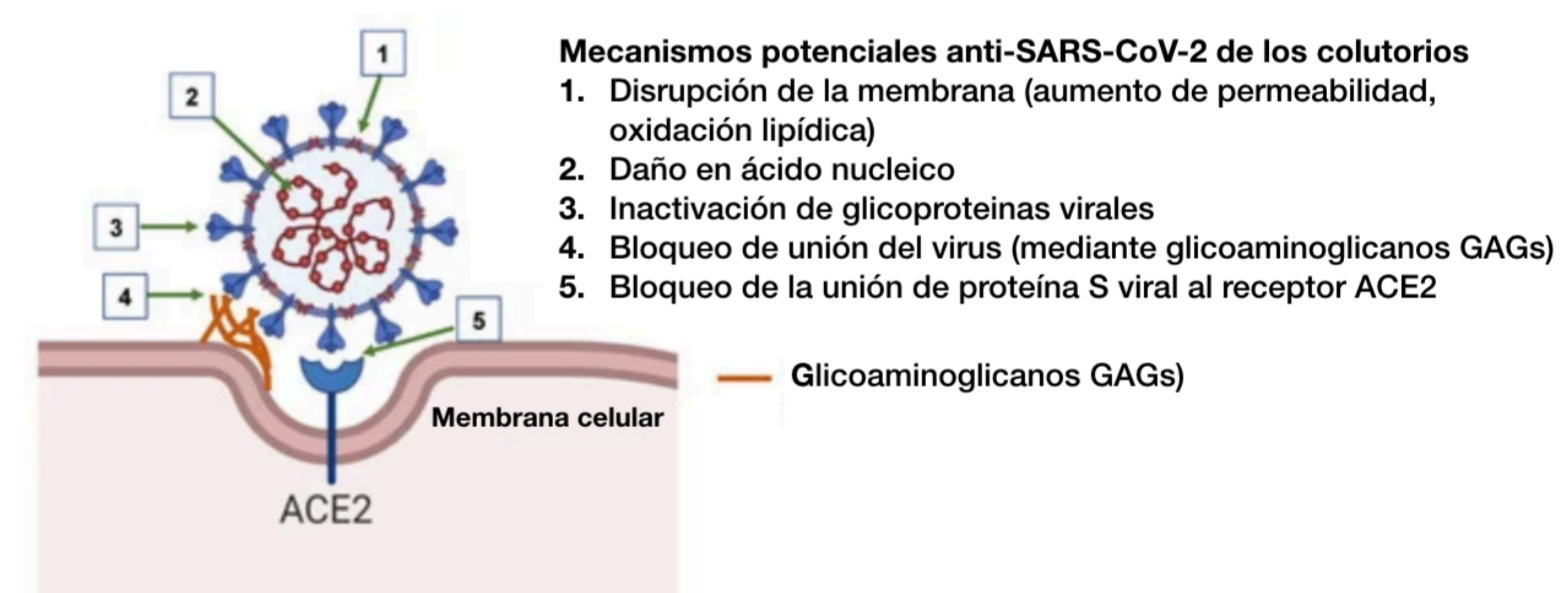 1
2
3
4
5
ACE2
Membrana celular
Mecanismos potenciales anti-SARS-CoV-2 de los colutorios
1. Disrupción de la membrana (aumento de permeabilidad,
oxidación lipídica)
2. Daño en ácido nucleico
3. Inactivación de glicoproteinas virales
4. Bloqueo de unión del virus (mediante glicoaminoglicanos GAGs)
5. Bloqueo de la unión de proteína S viral al receptor ACE2
Glicoaminoglicanos GAGs)